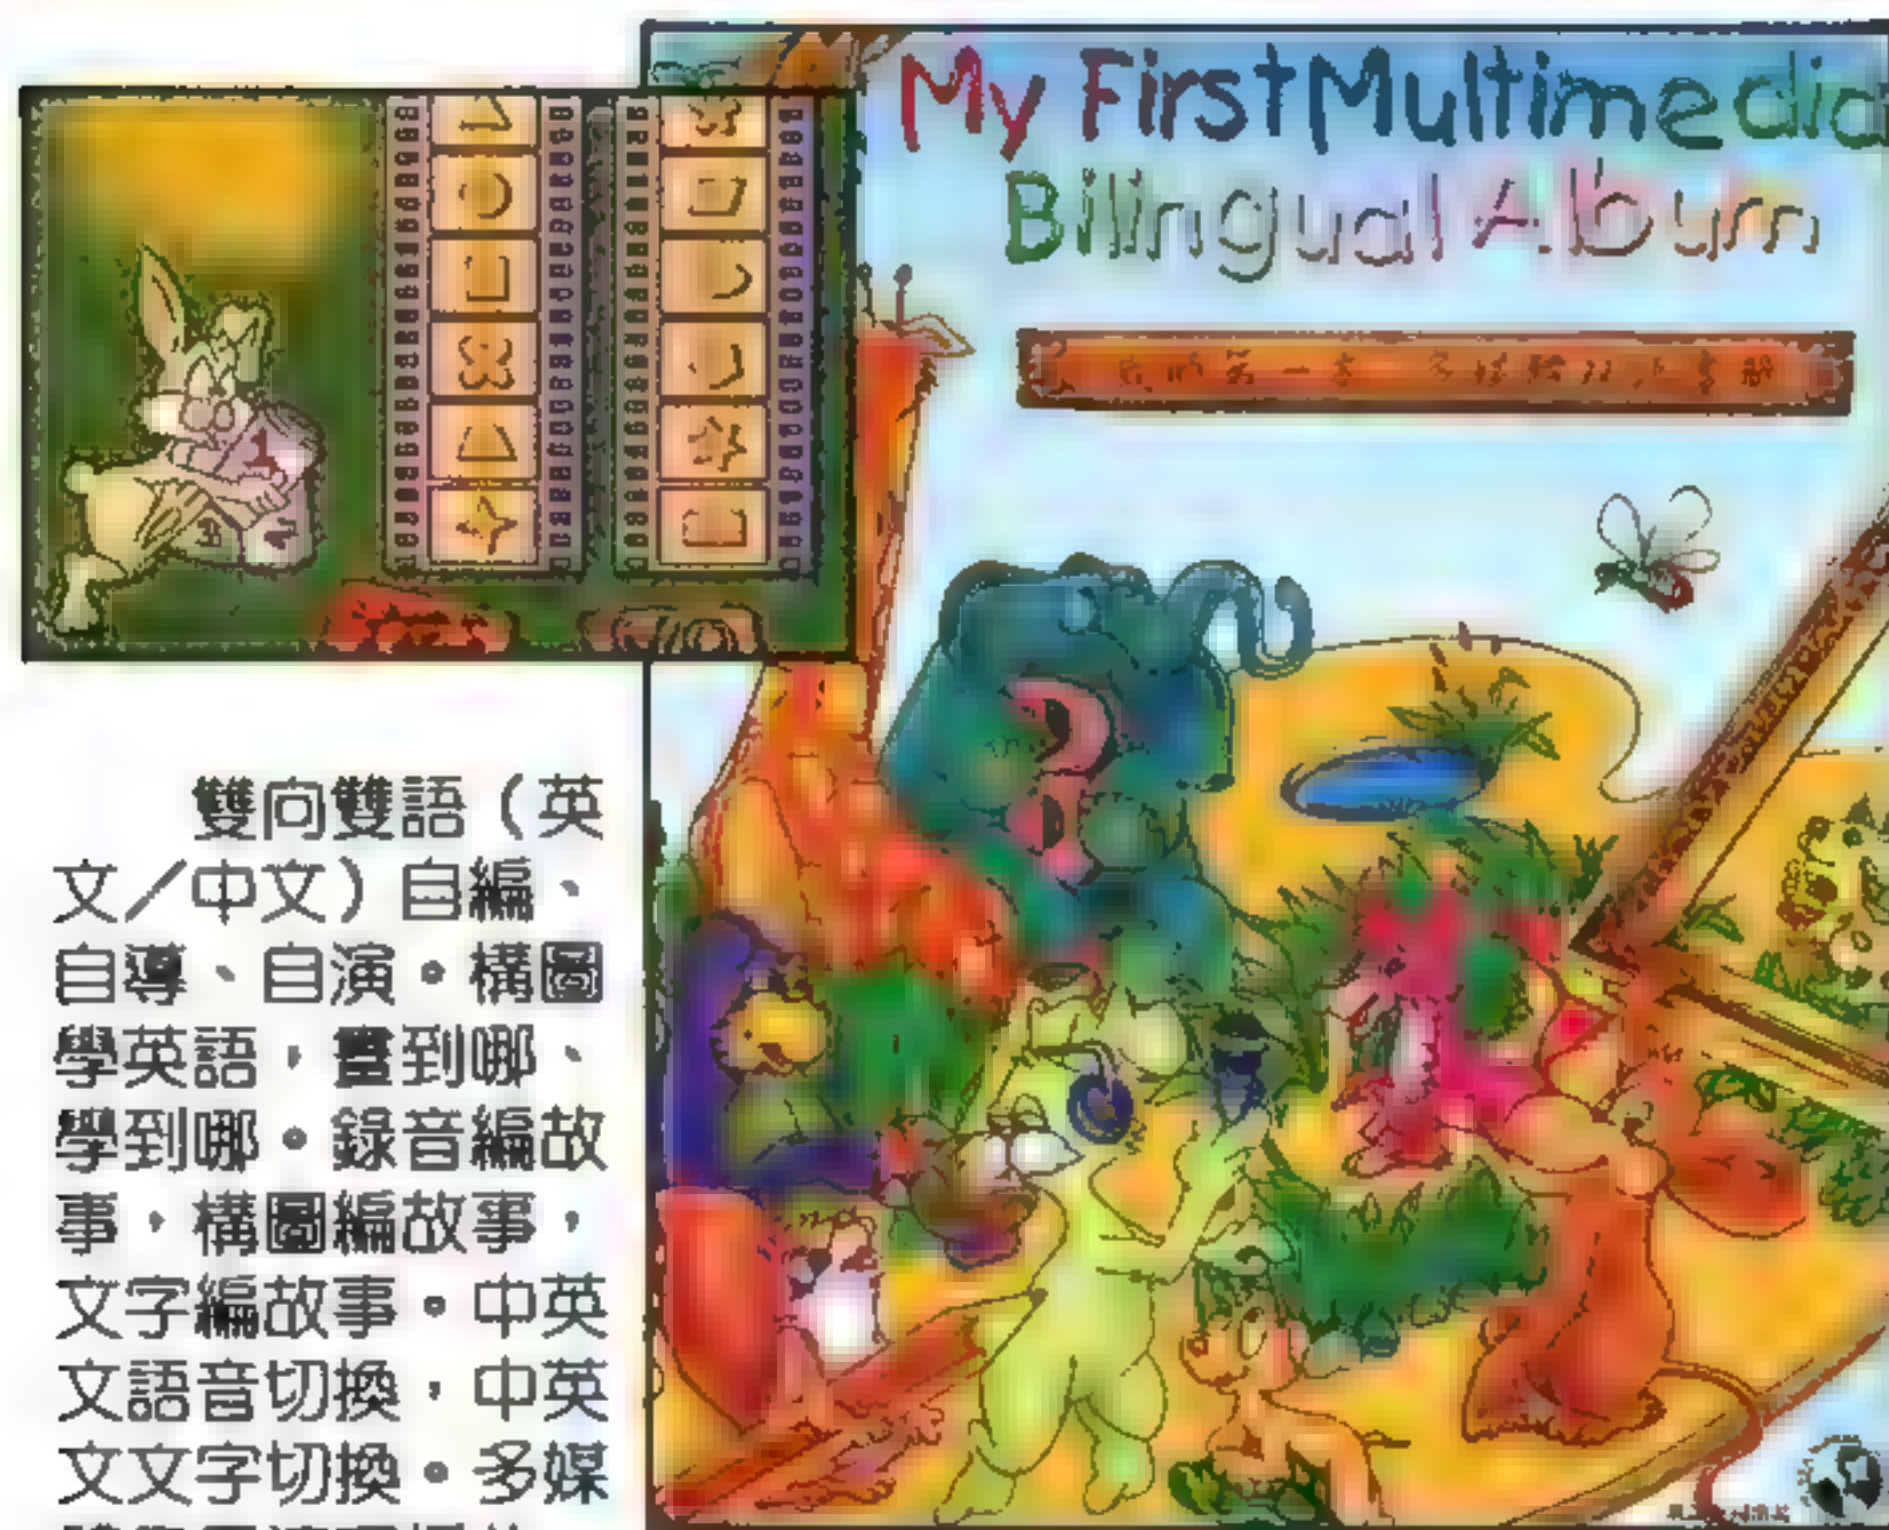 My First Multimedia
Bilingual Album
雙向雙語（英
文／中文）自編、
自導、自演。構圖
學英語，畫到哪、
學到哪。錄音編故
事，構圖編故事，
文字編故事。中英
文語音切換，中英
文文字切換。多媒